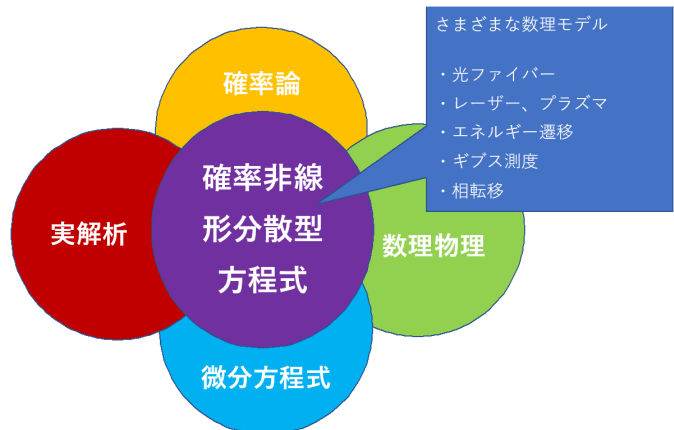 さまざまな数理モデル
・光ファイバー
・レーザー、プラズマ
・エネルギー遷移
・ギブス測度
・相転移
確率論
確率非線
形分散型
方程式
実解析
数理物理
微分方程式